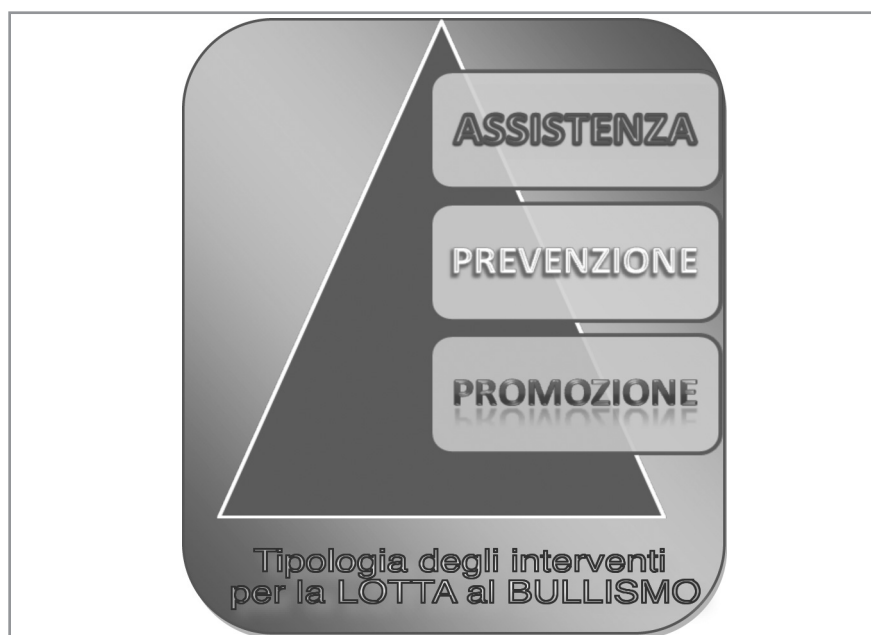 ASSISTENZA
PREVENZIONE
PROMOZIONE
Tipologia degli interventi
per la LOTTA al BULLISMO